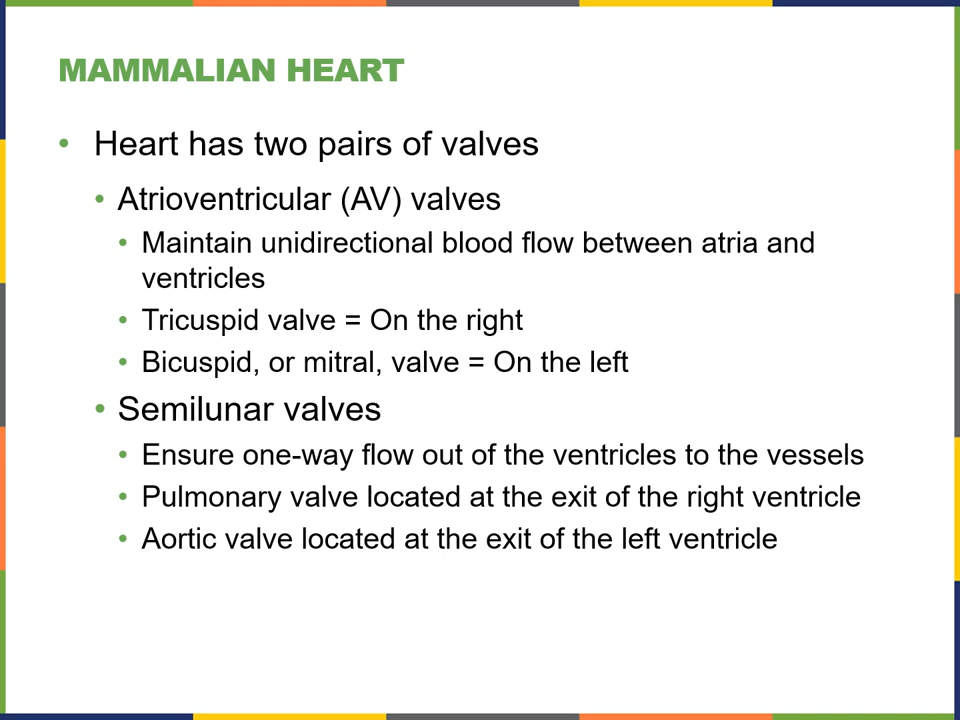 MAMMALIAN HEART
• Heart has two pairs of valves
• Atrioventricular (AV) valves
• Maintain unidirectional blood flow between atria and
ventricles
• Tricuspid valve = On the right
• Bicuspid, or mitral, valve = On the left
• Semilunar valves
• Ensure one-way flow out of the ventricles to the vessels
• Pulmonary valve located at the exit of the right ventricle
• Aortic valve located at the exit of the left ventricle